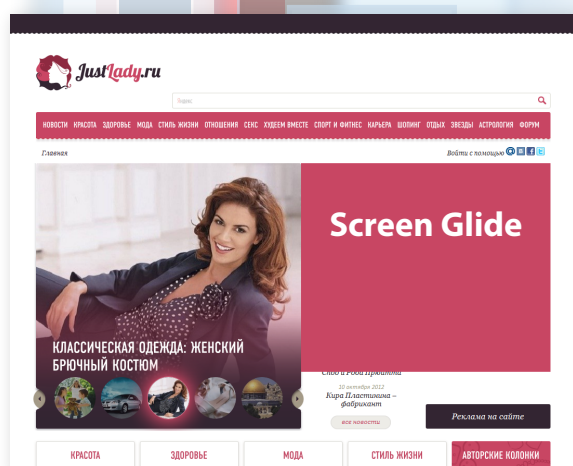 JustLady.ru
Яндекс
НОВОСТИ КРАСОТА ЗДОРОВЬЕ МОДА СТИЛЬ ЖИЗНИ ОТНОШЕНИЯ СЕКС ХУДЕЕМ ВМЕСТЕ СПОРТ И ФИТНЕС КАРЬЕРА ШОПИНГ ОТДЫХ ЗВЕЗДЫ АСТРОЛОГИЯ ФОРУМ
Главная
Войти с помощью
Screen Glide
КЛАССИЧЕСКАЯ ОДЕЖДА: ЖЕНСКИЙ
БРЮЧНЫЙ КОСТЮМ
10 октября 2012
Кира Пластинина –
фабрикант
все новости
Реклама на сайте
КРАСОТА
ЗДОРОВЬЕ
МОДА
СТИЛЬ ЖИЗНИ
АВТОРСКИЕ КОЛОНКИ